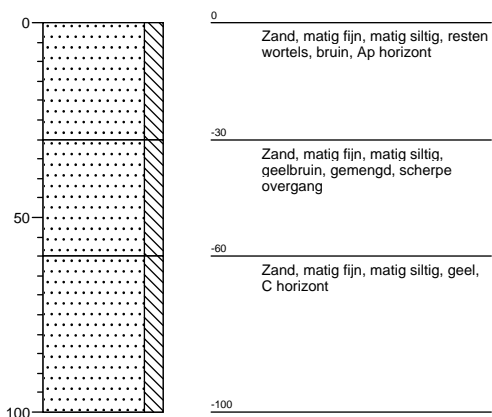 0
0
Zand, matig fijn, matig siltig, resten
wortels, bruin, Ap horizont
-30
Zand, matig fijn, matig siltig,
geelbruin, gemengd, scherpe
overgang
50
-60
Zand, matig fijn, matig siltig, geel,
C horizont
100
-100